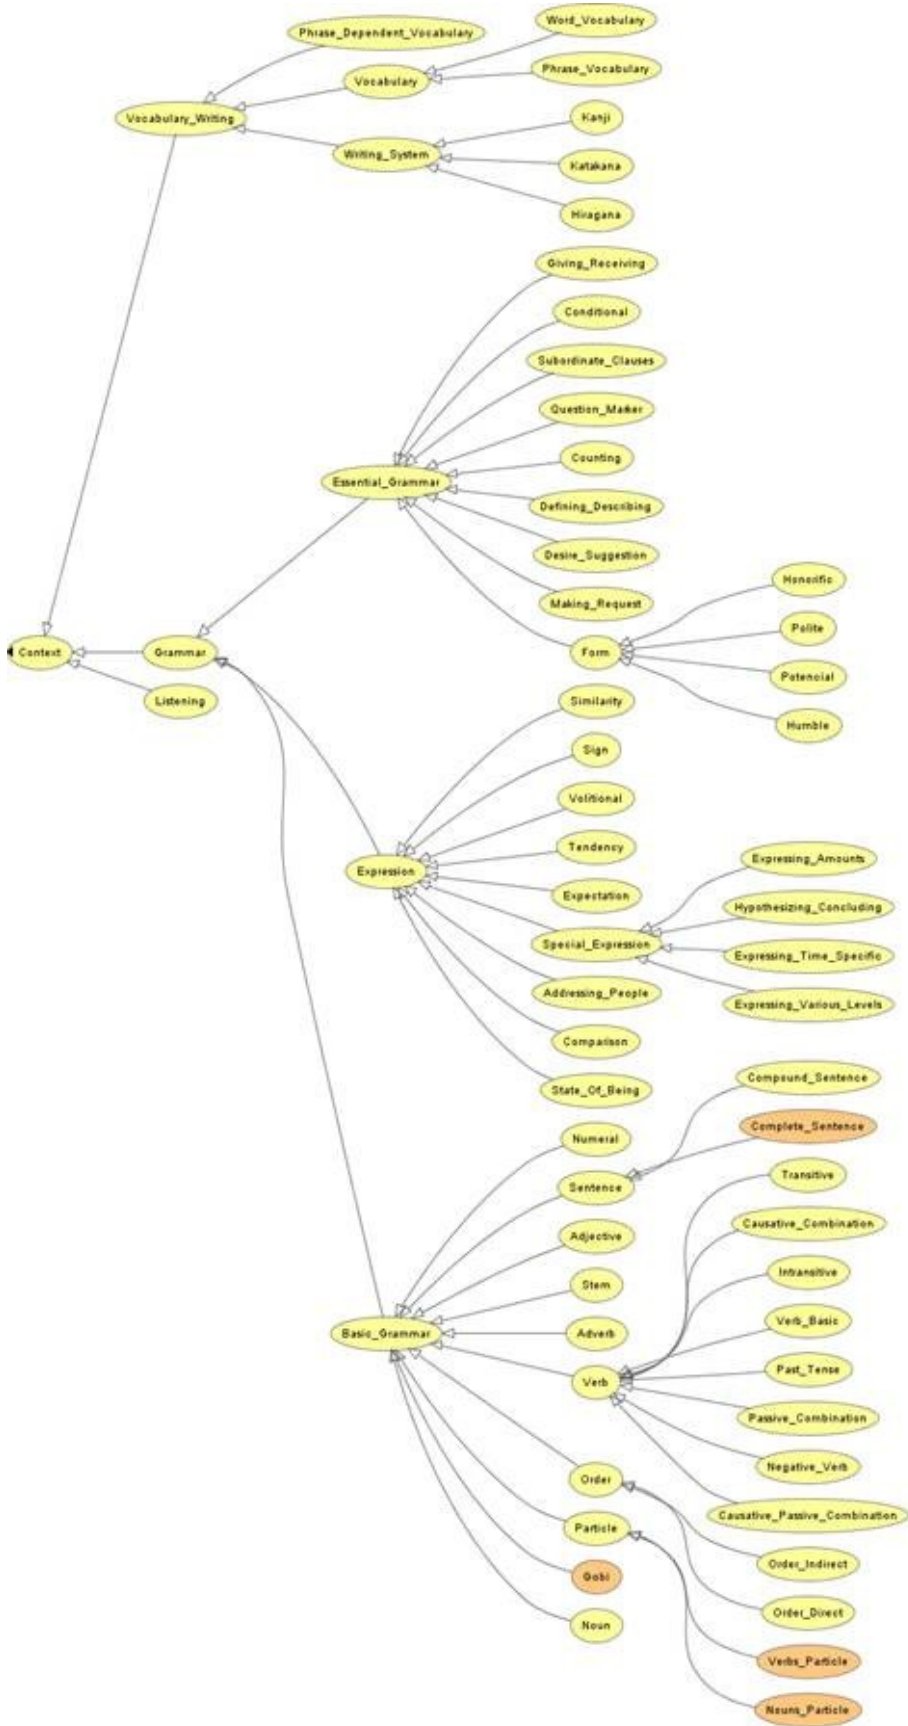 Word_Vocabulary
Phrase_Dependent_Vocabulary
Phrase_Vocabulary
Vocabulary
Vocabulary_Writing
Kanji
Writing_System
Katakana
Hiragana
Giving_Receiving
Conditional
Subordinate_Clauses
Question_Marker
Counting
Essential_Grammar
Defining_Describing
Desire_Suggestion
Honorific
Making_Request
Polite
Context
Grammar
Form
Potencial
Listening
Similarity
Humble
Sign
Volitional
Tendency
Expressing_Amounts
Expression
Expectation
Hypothesizing_Concluding
Special_Expression
Expressing_Time_Specific
Addressing_People
Expressing_Various_Levels
Comparison
Compound_Sentence
State_Of_Being
Complete_Sentence
Numeral
Transitive
Sentence
Causative_Combination
Adjective
Intransitive
Stem
Verb_Basic
Basic_Grammar
Adverb
Past_Tense
Verb
Passive_Combination
Negative_Verb
Order
Causative_Passive_Combination
Particle
Order_Indirect
Gobi
Order_Direct
Noun
Verbs_Particle
Nouns_Particle